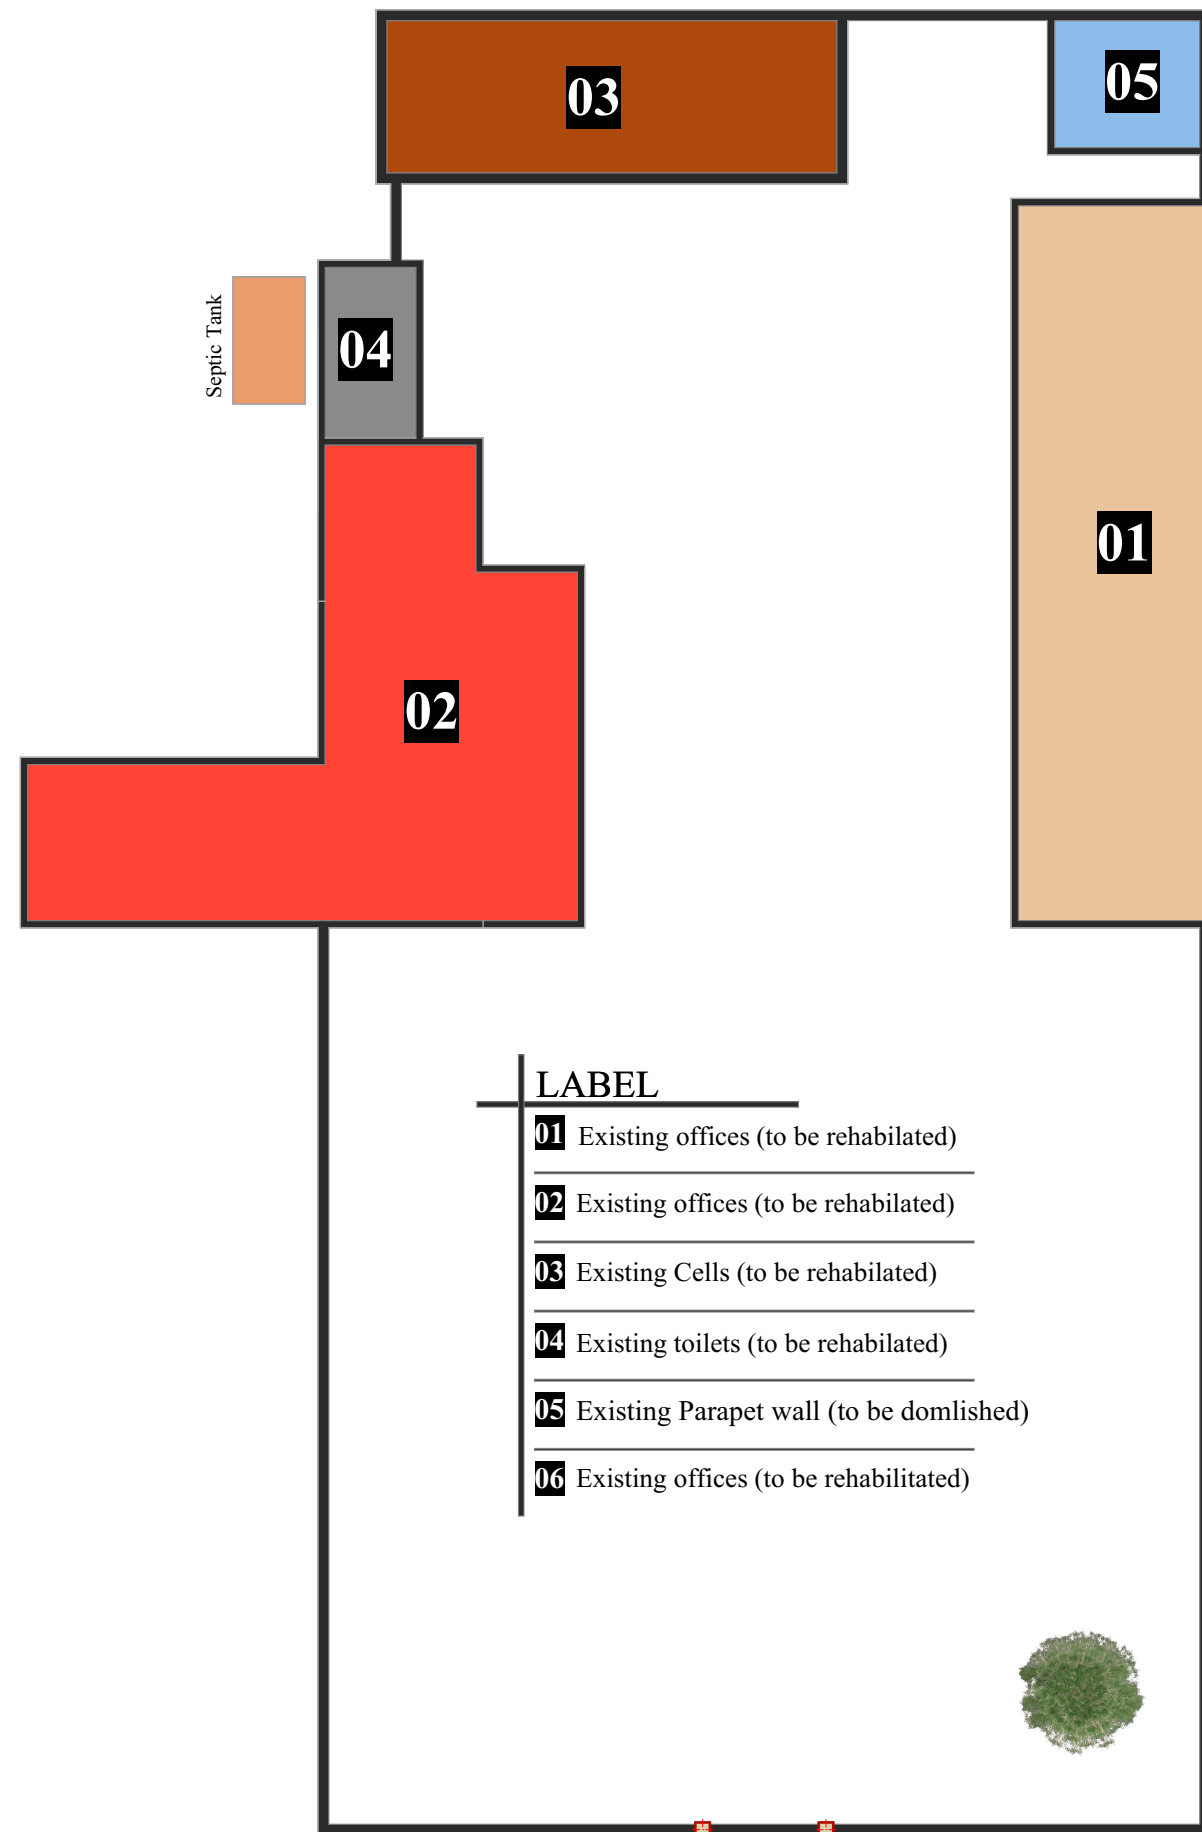 03
05
Septic Tank
04
01
02
LABEL
01 Existing offices (to be rehabilated)
02 Existing offices (to be rehabilated)
03 Existing Cells (to be rehabilated)
04 Existing toilets (to be rehabilated)
05 Existing Parapet wall (to be domlished)
06 Existing offices (to be rehabilitated)